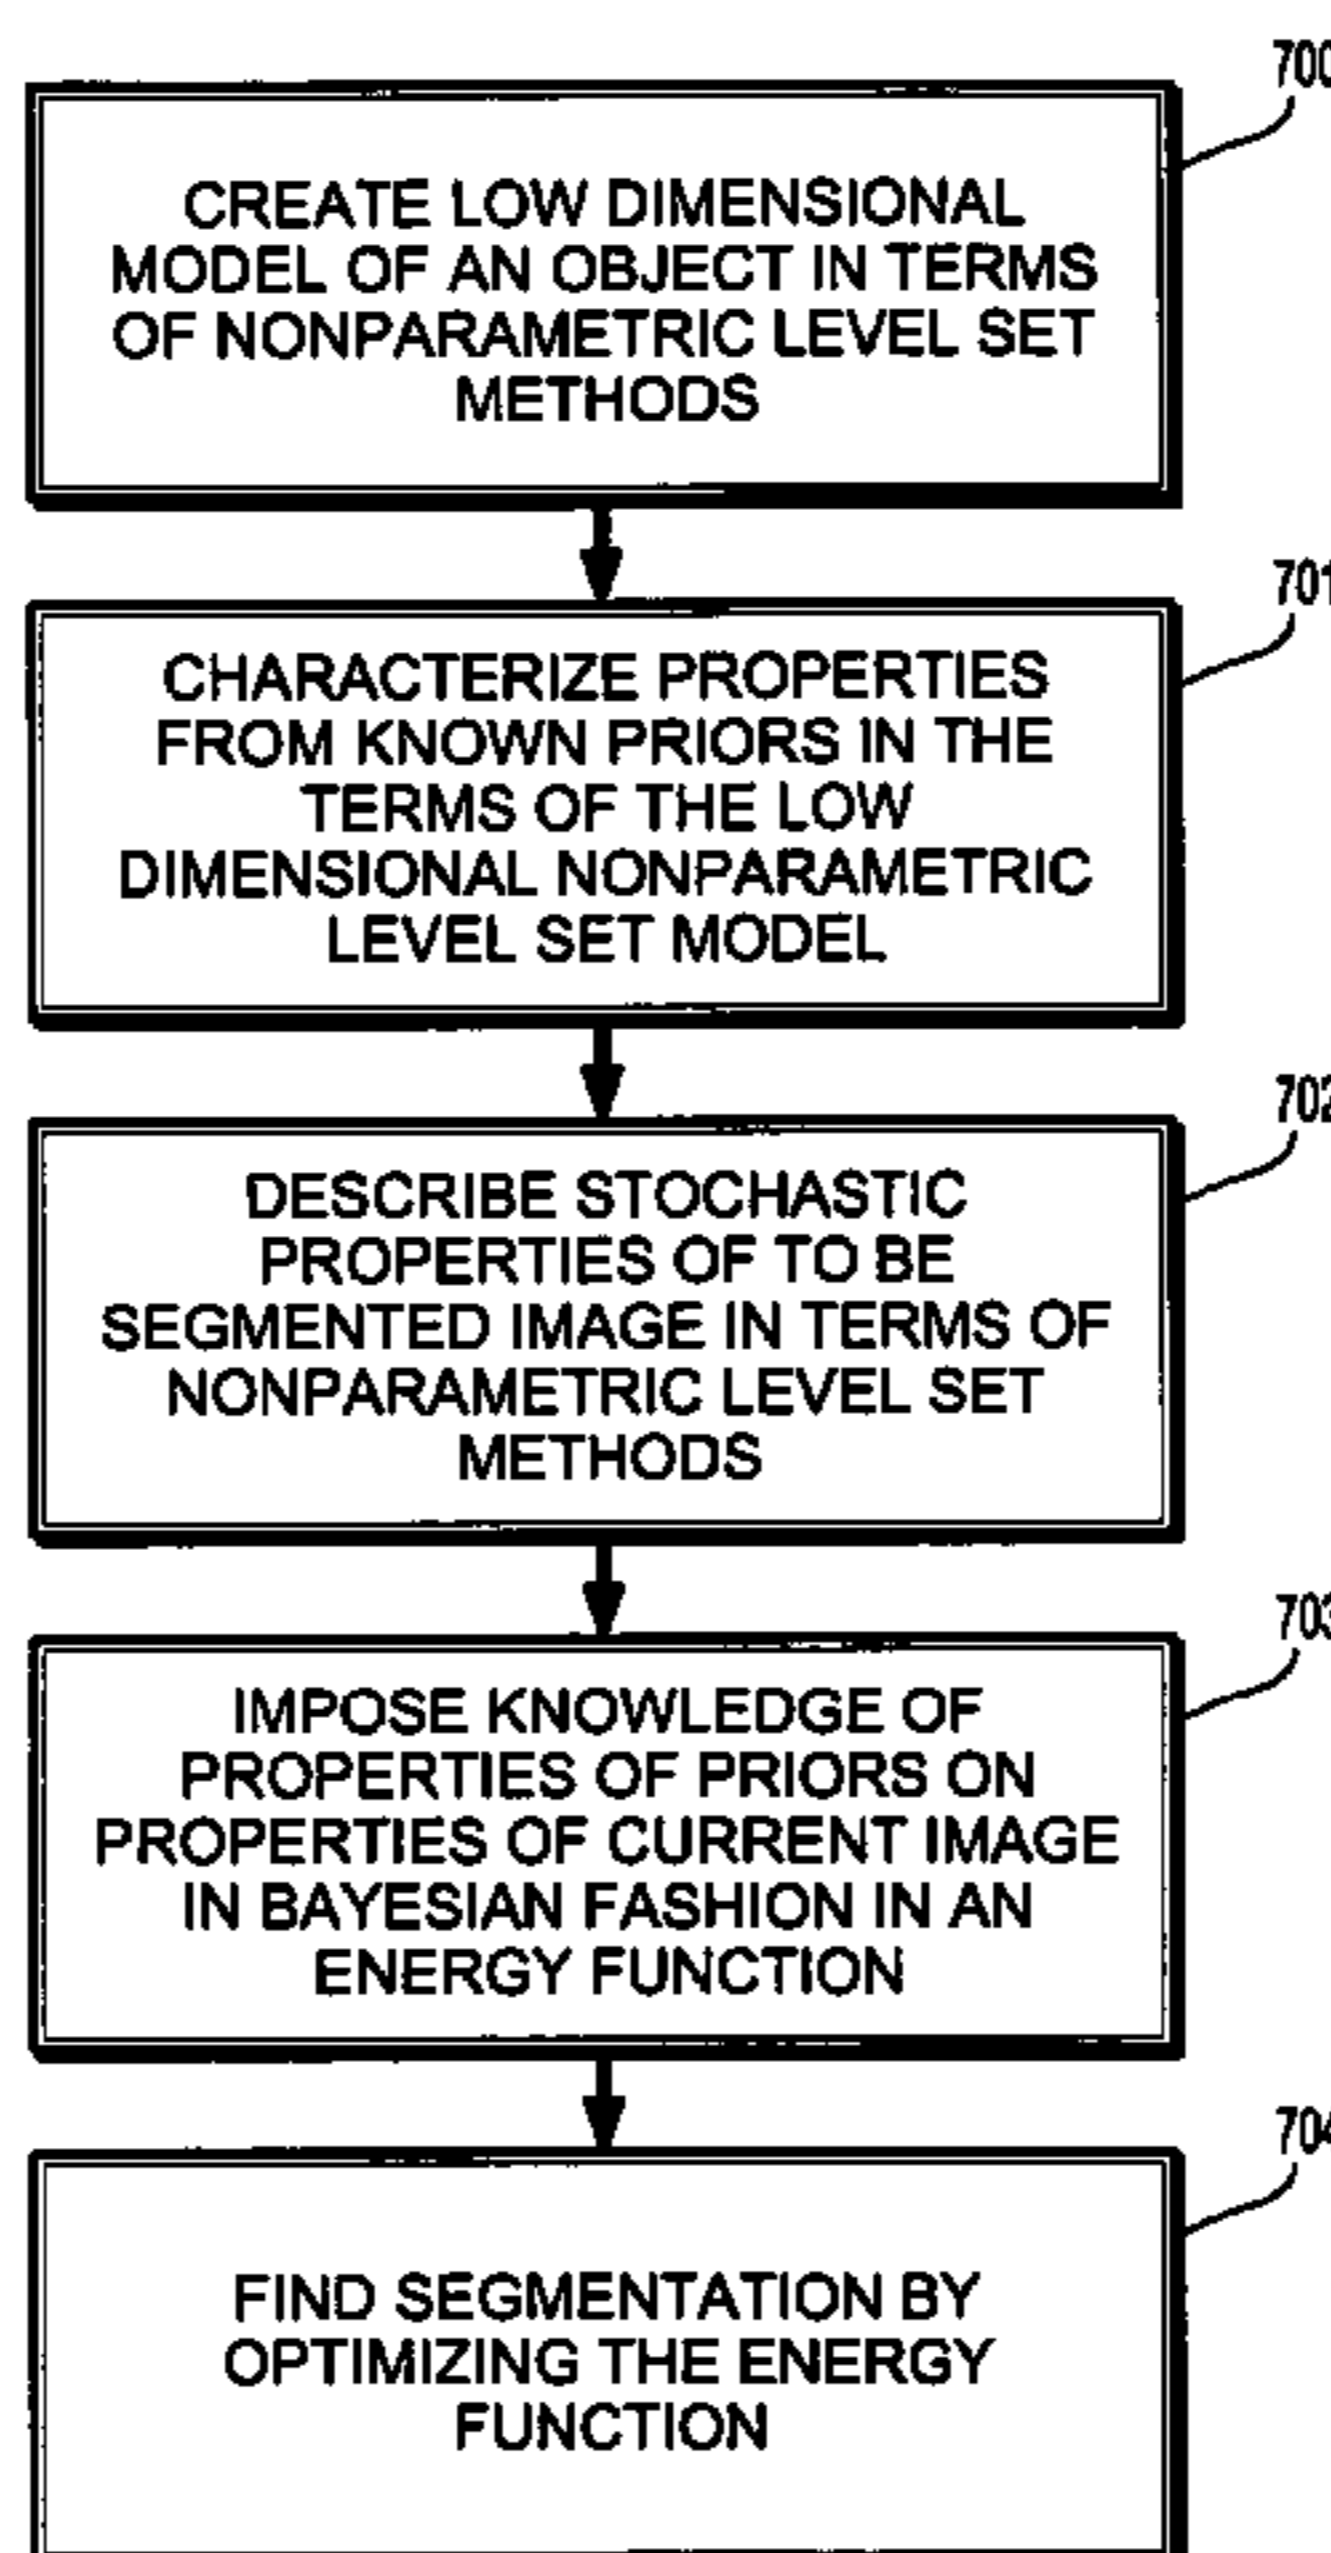 700
CREATE LOW DIMENSIONAL
MODEL OF AN OBJECT IN TERMS
OF NONPARAMETRIC LEVEL SET
METHODS
701
CHARACTERIZE PROPERTIES
FROM KNOWN PRIORS IN THE
TERMS OF THE LOW
DIMENSIONAL NONPARAMETRIC
LEVEL SET MODEL
702
DESCRIBE STOCHASTIC
PROPERTIES OF TO BE
SEGMENTED IMAGE IN TERMS OF
NONPARAMETRIC LEVEL SET
METHODS
703
IMPOSE KNOWLEDGE OF
PROPERTIES OF PRIORS ON
PROPERTIES OF CURRENT IMAGE
IN BAYESIAN FASHION IN AN
ENERGY FUNCTION
704
FIND SEGMENTATION BY
OPTIMIZING THE ENERGY
FUNCTION